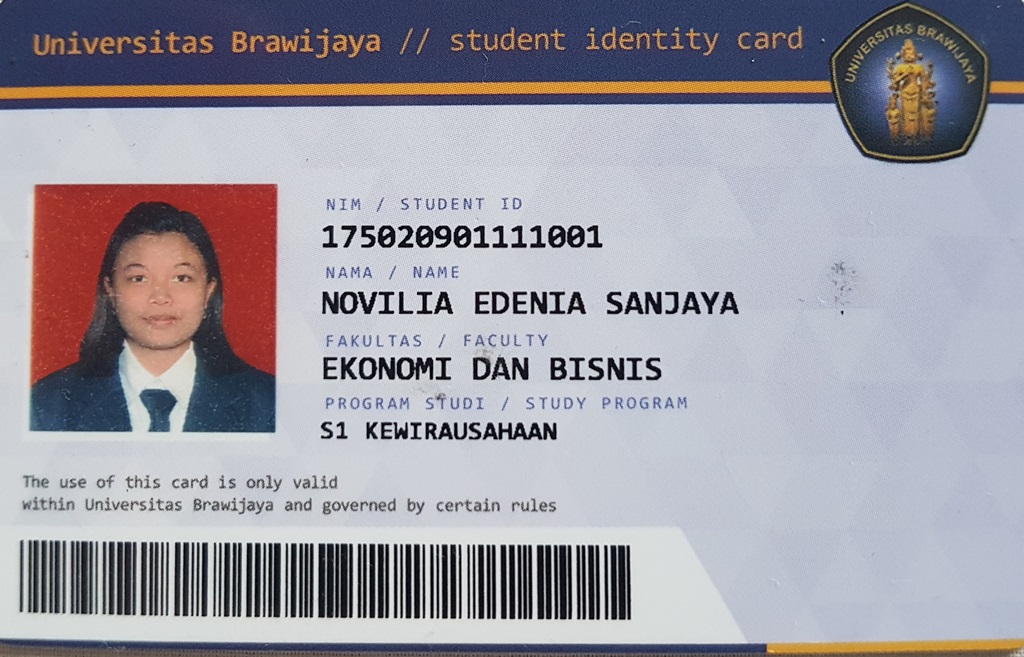 Universitas Brawijaya // student identity card
UNIVERSITAS BRAWIJAYA
NIM / STUDENT ID
175020901111001
NAMA / NAME
NOVILIA EDENIA SANJAYA
FAKULTAS / FACULTY
EKONOMI DAN BISNIS
PROGRAM STUDI / STUDY PROGRAM
S1 KEWIRAUSAHAAN
The use of this card is only valid
within Universitas Brawijaya and governed by certain rules